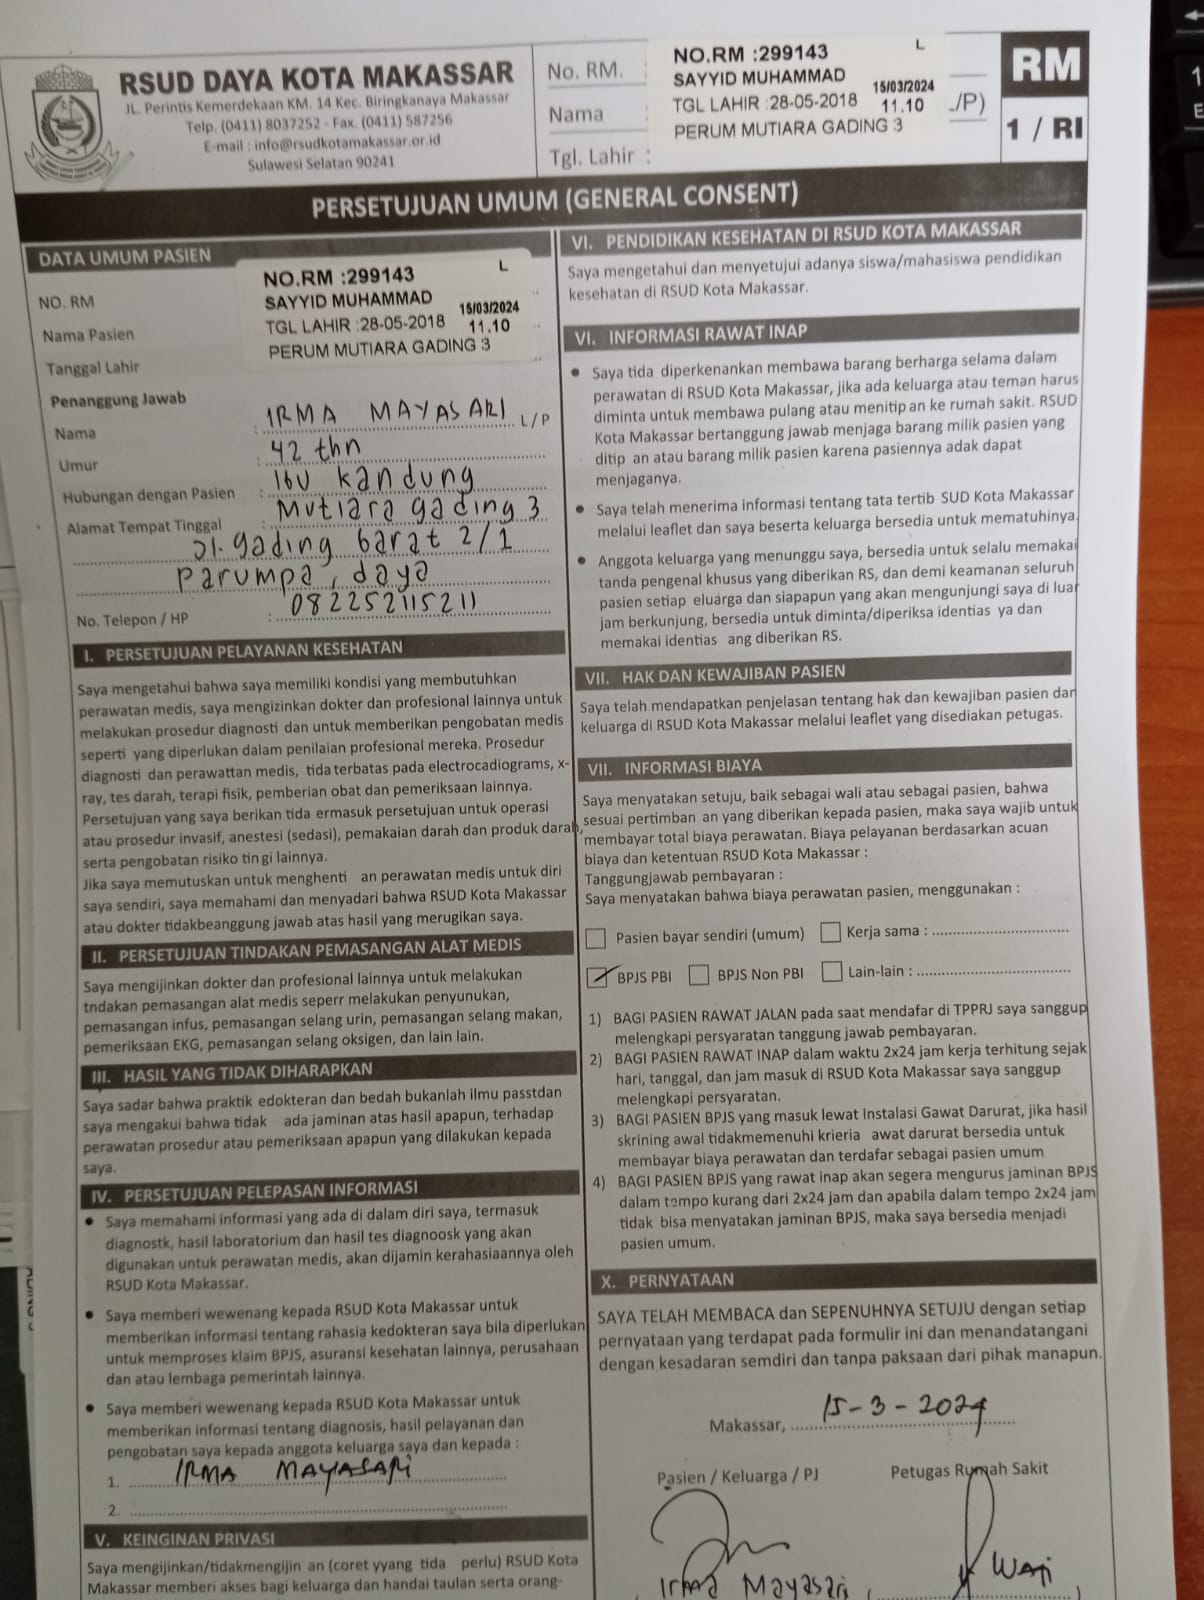 RSUD DAYA KOTA MAKASSAR
JL. Perintis Kemerdekaan KM. 14 Kec. Biringkanaya Makassar
Telp. (0411) 8037252 - Fax. (0411) 587256
E-mail : info@rsudkotamakassar.or.id
Sulawesi Selatan 90241
No. RM. :
Nama
Tgl. Lahir :
NO.RM :299143 L
SAYYID MUHAMMAD 15/03/2024
TGL LAHIR :28-05-2018 11.10
PERUM MUTIARA GADING 3
/P)
RM
1 / RI
PERSETUJUAN UMUM (GENERAL CONSENT)
DATA UMUM PASIEN
NO. RM
Nama Pasien
Tanggal Lahir
NO.RM :299143 L
SAYYID MUHAMMAD 15/03/2024
TGL LAHIR :28-05-2018 11.10
PERUM MUTIARA GADING 3
Penanggung Jawab
Nama : IRMA MAYASARI L/P
Umur : 42 thn
Hubungan dengan Pasien : IbU kandung
Alamat Tempat Tinggal : Mutiara gading 3
Jl. gading barat 2/1
Parumpa, daya
No. Telepon / HP : 082252115211
I. PERSETUJUAN PELAYANAN KESEHATAN
Saya mengetahui bahwa saya memiliki kondisi yang membutuhkan
perawatan medis, saya mengizinkan dokter dan profesional lainnya untuk
melakukan prosedur diagnosti dan untuk memberikan pengobatan medis
seperti yang diperlukan dalam penilaian profesional mereka. Prosedur
diagnosti dan perawattan medis, tida terbatas pada electrocadiograms, x-
ray, tes darah, terapi fisik, pemberian obat dan pemeriksaan lainnya.
Persetujuan yang saya berikan tida ermasuk persetujuan untuk operasi
atau prosedur invasif, anestesi (sedasi), pemakaian darah dan produk darah,
serta pengobatan risiko tin gi lainnya.
Jika saya memutuskan untuk menghenti an perawatan medis untuk diri
saya sendiri, saya memahami dan menyadari bahwa RSUD Kota Makassar
atau dokter tidakbeanggung jawab atas hasil yang merugikan saya.
II. PERSETUJUAN TINDAKAN PEMASANGAN ALAT MEDIS
Saya mengijinkan dokter dan profesional lainnya untuk melakukan
tndakan pemasangan alat medis seperr melakukan penyunukan,
pemasangan infus, pemasangan selang urin, pemasangan selang makan,
pemeriksaan EKG, pemasangan selang oksigen, dan lain lain.
III. HASIL YANG TIDAK DIHARAPKAN
Saya sadar bahwa praktik edokteran dan bedah bukanlah ilmu passtdan
saya mengakui bahwa tidak ada jaminan atas hasil apapun, terhadap
perawatan prosedur atau pemeriksaan apapun yang dilakukan kepada
saya.
IV. PERSETUJUAN PELEPASAN INFORMASI
• Saya memahami informasi yang ada di dalam diri saya, termasuk
diagnostk, hasil laboratorium dan hasil tes diagnoosk yang akan
digunakan untuk perawatan medis, akan dijamin kerahasiaannya oleh
RSUD Kota Makassar.
• Saya memberi wewenang kepada RSUD Kota Makassar untuk
memberikan informasi tentang rahasia kedokteran saya bila diperlukan
untuk memproses klaim BPJS, asuransi kesehatan lainnya, perusahaan
dan atau lembaga pemerintah lainnya.
• Saya memberi wewenang kepada RSUD Kota Makassar untuk
memberikan informasi tentang diagnosis, hasil pelayanan dan
pengobatan saya kepada anggota keluarga saya dan kepada :
1. IRMA MAYASARI
2.
V. KEINGINAN PRIVASI
Saya mengijinkan/tidakmengijin an (coret yyang tida perlu) RSUD Kota
Makassar memberi akses bagi keluarga dan handai taulan serta orang-
VI. PENDIDIKAN KESEHATAN DI RSUD KOTA MAKASSAR
Saya mengetahui dan menyetujui adanya siswa/mahasiswa pendidikan
kesehatan di RSUD Kota Makassar.
VI. INFORMASI RAWAT INAP
• Saya tida diperkenankan membawa barang berharga selama dalam
perawatan di RSUD Kota Makassar, jika ada keluarga atau teman harus
diminta untuk membawa pulang atau menitip an ke rumah sakit. RSUD
Kota Makassar bertanggung jawab menjaga barang milik pasien yang
ditip an atau barang milik pasien karena pasiennya adak dapat
menjaganya.
• Saya telah menerima informasi tentang tata tertib SUD Kota Makassar
melalui leaflet dan saya beserta keluarga bersedia untuk mematuhinya.
• Anggota keluarga yang menunggu saya, bersedia untuk selalu memakai
tanda pengenal khusus yang diberikan RS, dan demi keamanan seluruh
pasien setiap eluarga dan siapapun yang akan mengunjungi saya di luar
jam berkunjung, bersedia untuk diminta/diperiksa identias ya dan
memakai identias ang diberikan RS.
VII. HAK DAN KEWAJIBAN PASIEN
Saya telah mendapatkan penjelasan tentang hak dan kewajiban pasien dan
keluarga di RSUD Kota Makassar melalui leaflet yang disediakan petugas.
VII. INFORMASI BIAYA
Saya menyatakan setuju, baik sebagai wali atau sebagai pasien, bahwa
sesuai pertimban an yang diberikan kepada pasien, maka saya wajib untuk
membayar total biaya perawatan. Biaya pelayanan berdasarkan acuan
biaya dan ketentuan RSUD Kota Makassar :
Tanggungjawab pembayaran :
Saya menyatakan bahwa biaya perawatan pasien, menggunakan :
Pasien bayar sendiri (umum) Kerja sama :
BPJS PBI BPJS Non PBI Lain-lain :
1) BAGI PASIEN RAWAT JALAN pada saat mendafar di TPPRJ saya sanggup
melengkapi persyaratan tanggung jawab pembayaran.
2) BAGI PASIEN RAWAT INAP dalam waktu 2x24 jam kerja terhitung sejak
hari, tanggal, dan jam masuk di RSUD Kota Makassar saya sanggup
melengkapi persyaratan.
3) BAGI PASIEN BPJS yang masuk lewat Instalasi Gawat Darurat, jika hasil
skrining awal tidakmemenuhi krieria awat darurat bersedia untuk
membayar biaya perawatan dan terdafar sebagai pasien umum
4) BAGI PASIEN BPJS yang rawat inap akan segera mengurus jaminan BPJS
dalam tempo kurang dari 2x24 jam dan apabila dalam tempo 2x24 jam
tidak bisa menyatakan jaminan BPJS, maka saya bersedia menjadi
pasien umum.
X. PERNYATAAN
SAYA TELAH MEMBACA dan SEPENUHNYA SETUJU dengan setiap
pernyataan yang terdapat pada formulir ini dan menandatangani
dengan kesadaran semdiri dan tanpa paksaan dari pihak manapun.
Makassar, 15-3-2024
Pasien / Keluarga / PJ Petugas Rumah Sakit
Irma Mayasari